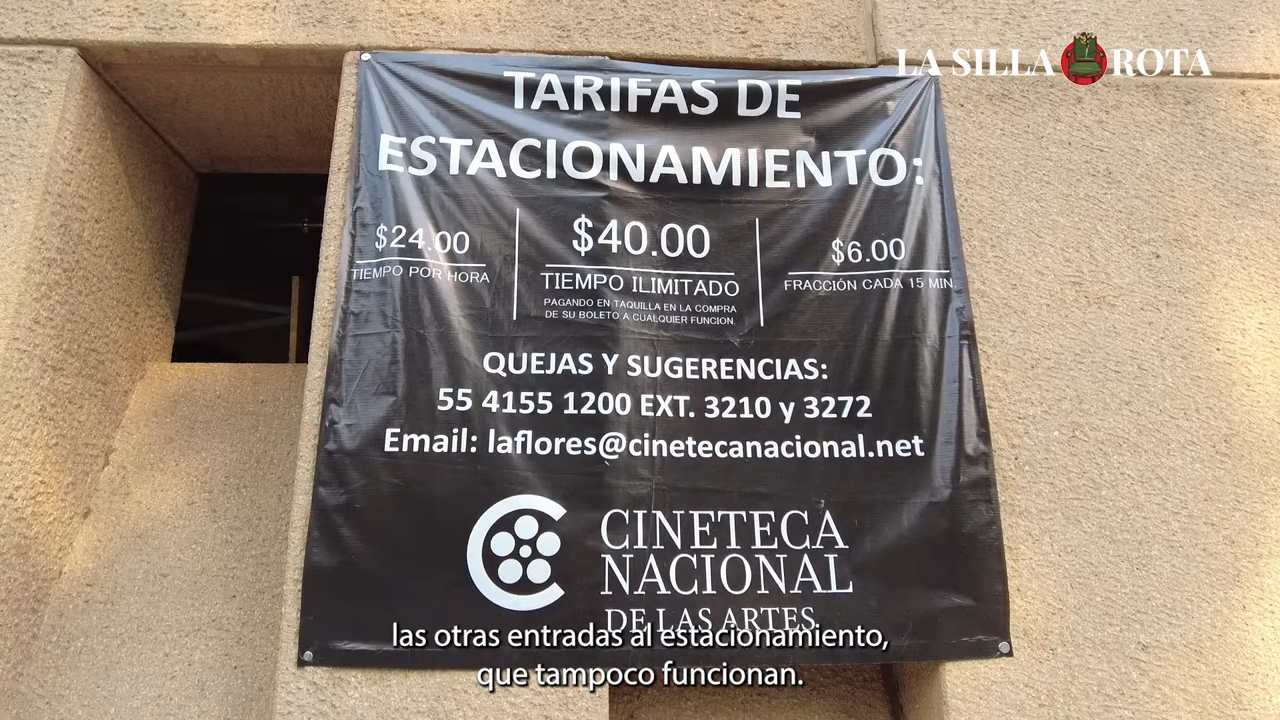 LA SILLA ROTA
TARIFAS DE
ESTACIONAMIENTO:
$24.00
TIEMPO POR HORA
$40.00
TIEMPO ILIMITADO
PAGANDO EN TAQUILLA EN LA COMPRA
DE SU BOLETO A CUALQUIER FUNCION.
$6.00
FRACCIÓN CADA 15 MIN.
QUEJAS Y SUGERENCIAS:
55 4155 1200 EXT. 3210 y 3272
Email: laflores@cinetecanacional.net
CINETECA
NACIONAL
DE LAS ARTES
las otras entradas al estacionamiento,
que tampoco funcionan.